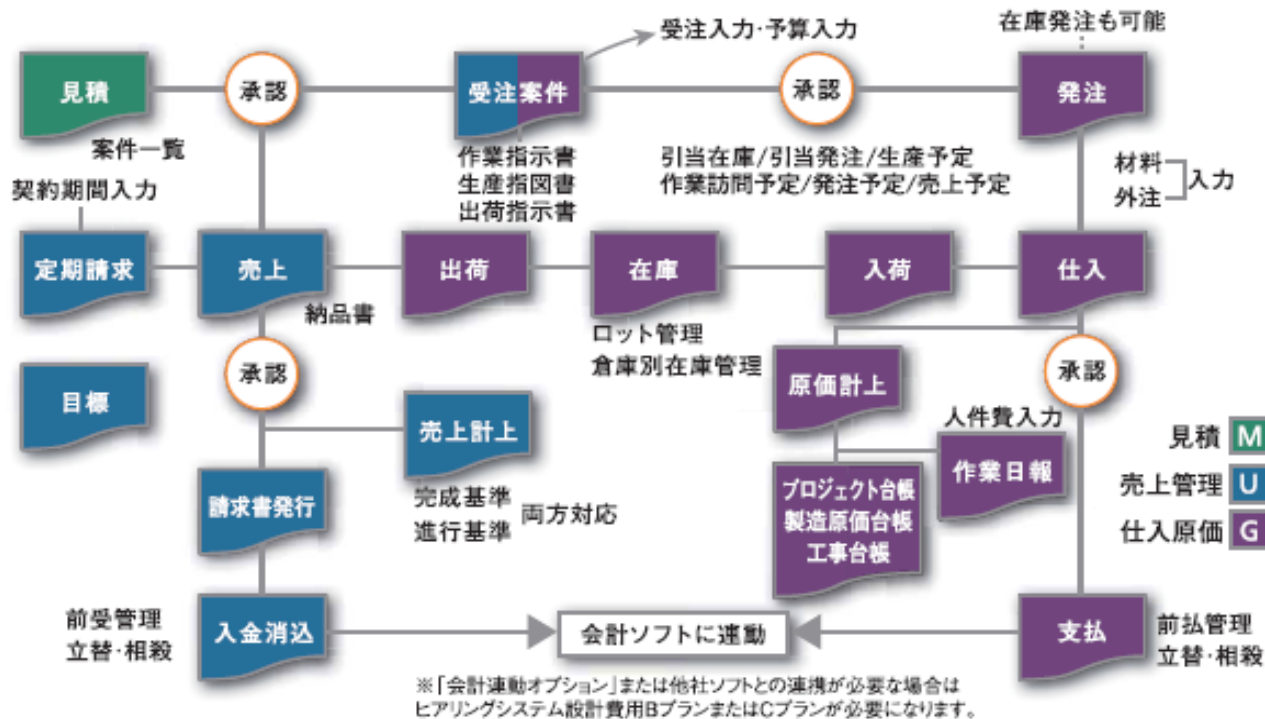 受注入力・予算入力
在庫発注も可能
見積
承認
受注案件
承認
発注
案件一覧
作業指示書
生産指図書
出荷指示書
引当在庫/引当発注/生産予定
作業訪問予定/発注予定/売上予定
材料
外注
入力
契約期間入力
定期請求
売上
出荷
在庫
入荷
仕入
納品書
ロット管理
倉庫別在庫管理
目標
承認
原価計上
承認
売上計上
人件費入力
作業日報
完成基準
進行基準
両方対応
請求書発行
プロジェクト台帳
製造原価台帳
工事台帳
見積 M
売上管理 U
仕入原価 G
前受管理
立替・相殺
入金消込
会計ソフトに連動
支払
前払管理
立替・相殺
※「会計連動オプション」または他社ソフトとの連携が必要な場合は
ヒアリングシステム設計費用BプランまたはCプランが必要になります。